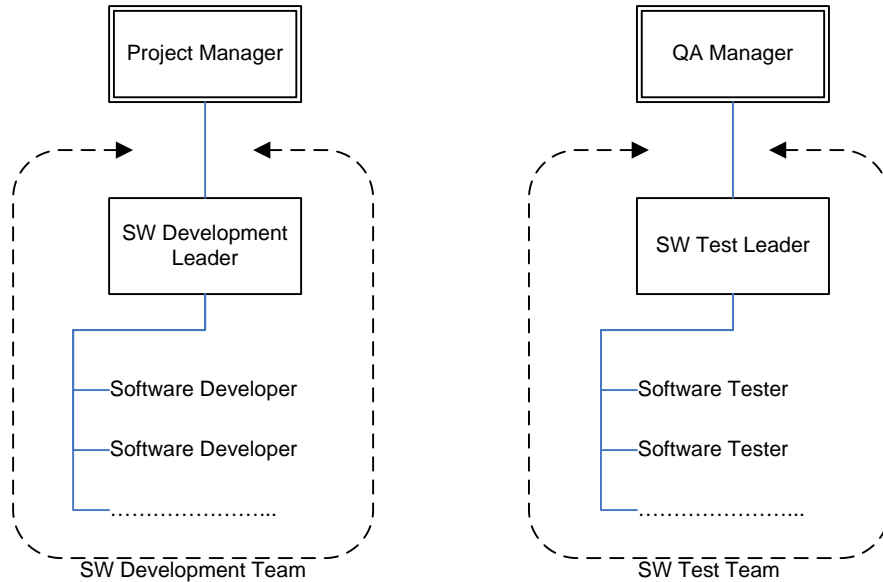 Project Manager
SW Development
Leader
Software Developer
Software Developer
……………………...
SW Development Team
QA Manager
SW Test Leader
Software Tester
Software Tester
……………………...
SW Test Team